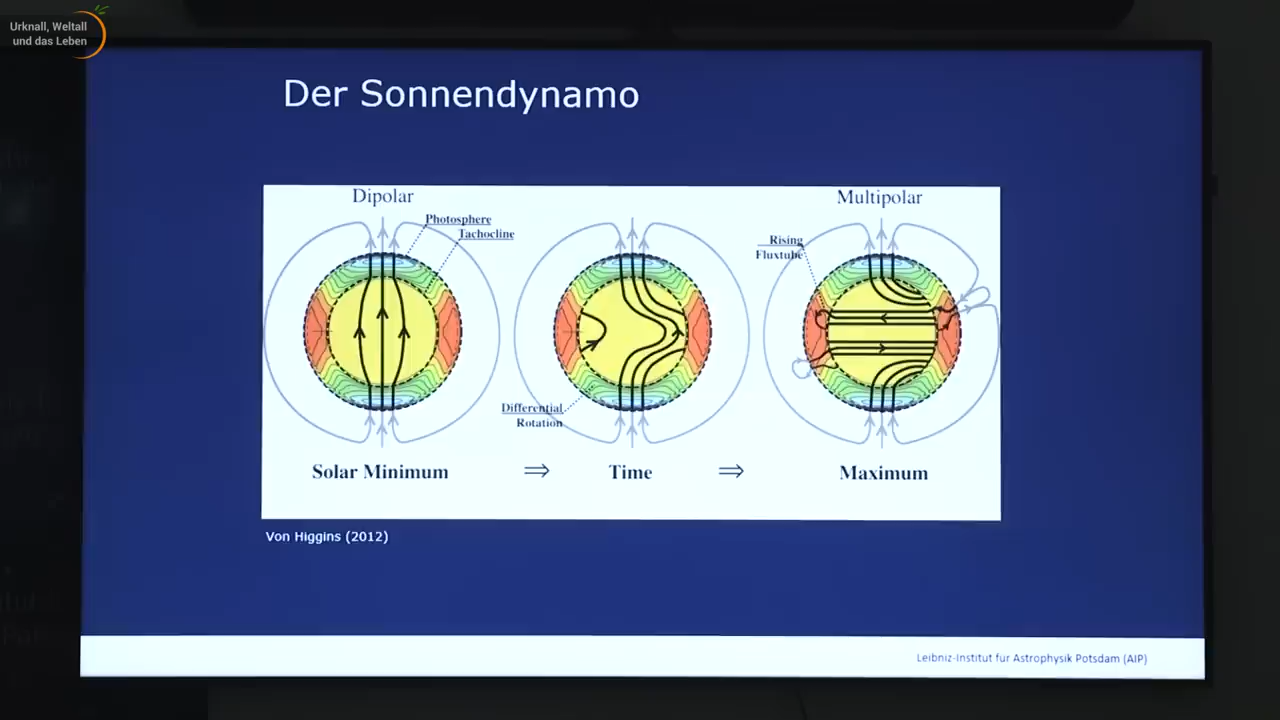 Urknall, Weltall
und das Leben
Der Sonnendynamo
Dipolar
Multipolar
Photosphere
Tachocline
Rising
Fluxtube
Differential
Rotation
Solar Minimum
⇒
Time
⇒
Maximum
Von Higgins (2012)
Leibniz-Institut für Astrophysik Potsdam (AIP)